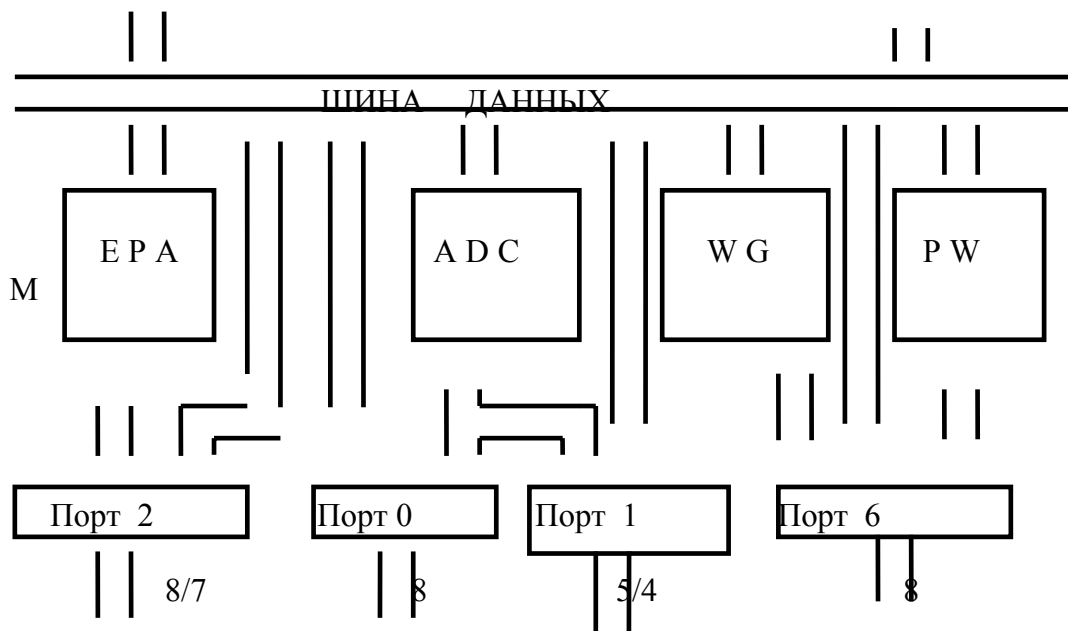 ШИНА ДАННЫХ
E P A A D C W G P W
М
Порт 2 Порт 0 Порт 1 Порт 6
8/7 8 5/4 8